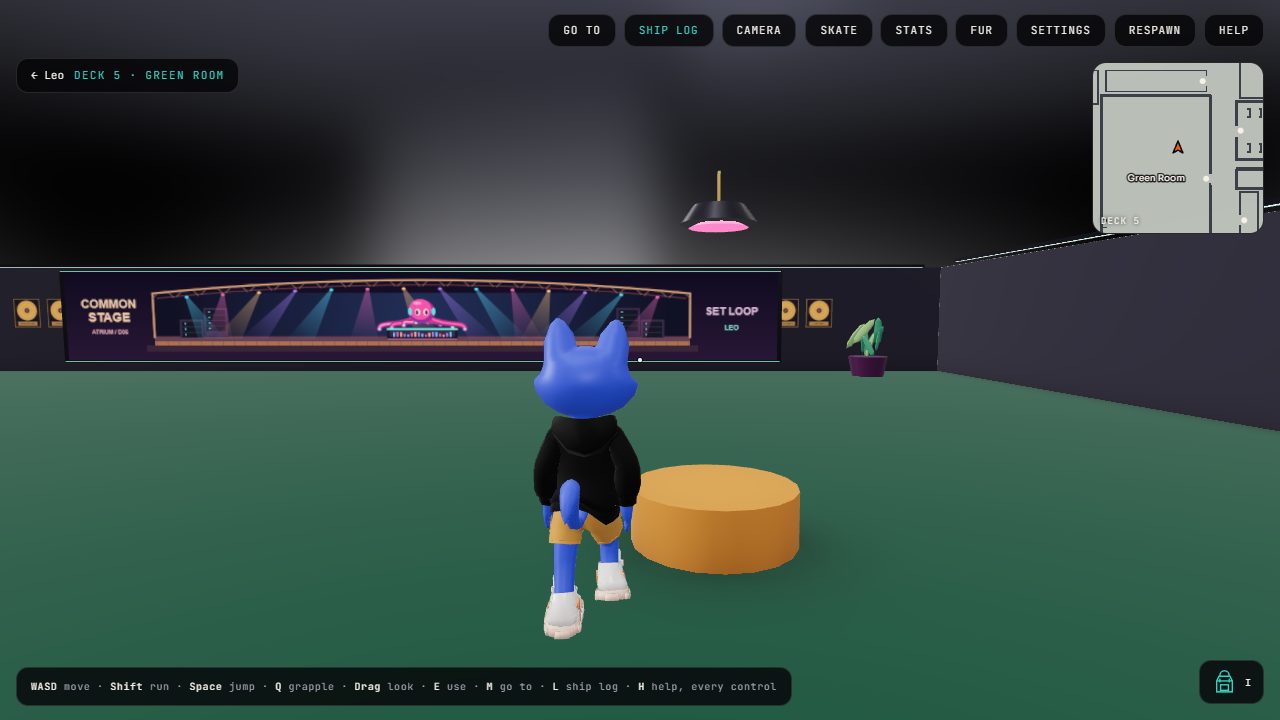 GO TO
SHIP LOG
CAMERA
SKATE
STATS
FUR
SETTINGS
RESPAWN
HELP
← Leo DECK 5 · GREEN ROOM
Green Room
DECK 5
COMMON
STAGE
ATRIUM / D05
SET LOOP
LEO
WASD move · Shift run · Space jump · Q grapple · Drag look · E use · M go to · L ship log · H help, every control
I